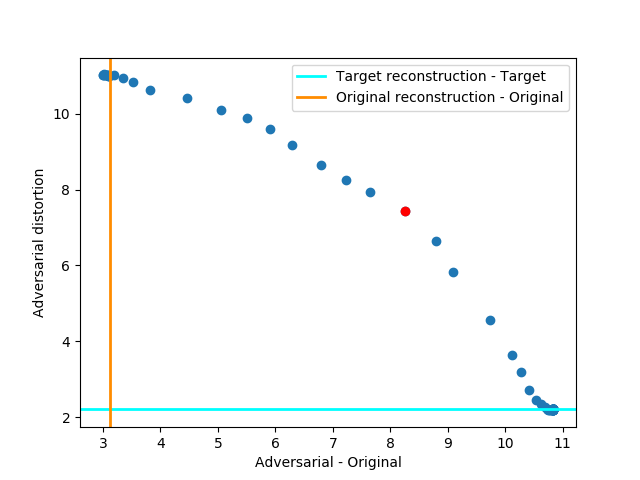 Target reconstruction - Target
Original reconstruction - Original
Adversarial distortion
10
8
6
4
2
3 4 5 6 7 8 9 10 11
Adversarial - Original